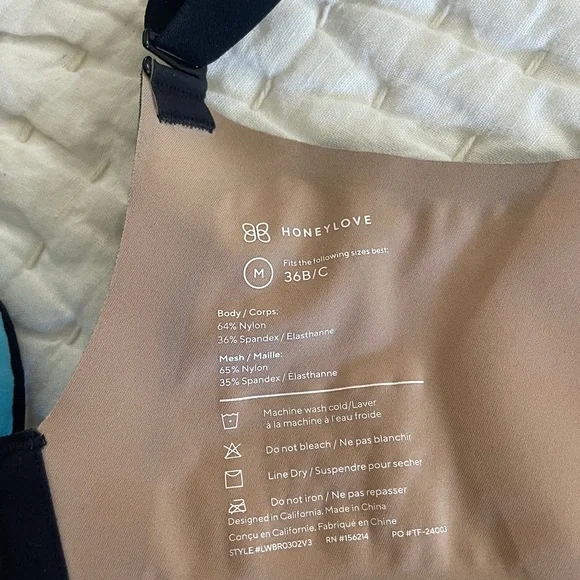 HONEYLOVE
M
Fits the following sizes best:
36B/C
Body / Corps:
64% Nylon
36% Spandex / Elasthanne
Mesh / Maille:
65% Nylon
35% Spandex / Elasthanne
Machine wash cold/Laver
à la machine à l'eau froide
Do not bleach / Ne pas blanchir
Line Dry / Suspendre pour secher
Do not iron / Ne pas repasser
Designed in California, Made in China
Conçu en Californie, Fabriqué en Chine
STYLE #LWBR0302V3 RN #156214 PO #TF-24003